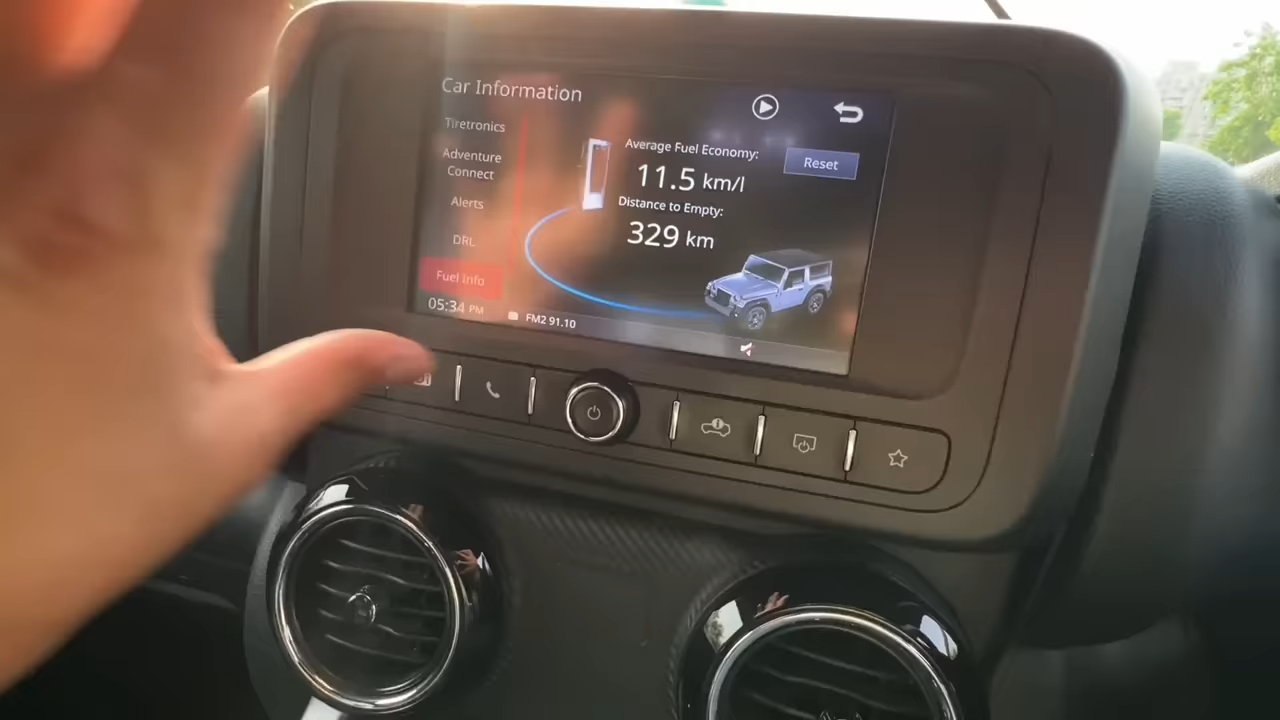 Car Information
Tiretronics
Adventure
Connect
Alerts
DRL
Fuel Info
Average Fuel Economy:
11.5 km/l
Distance to Empty:
329 km
Reset
05:34 PM
FM2 91.10